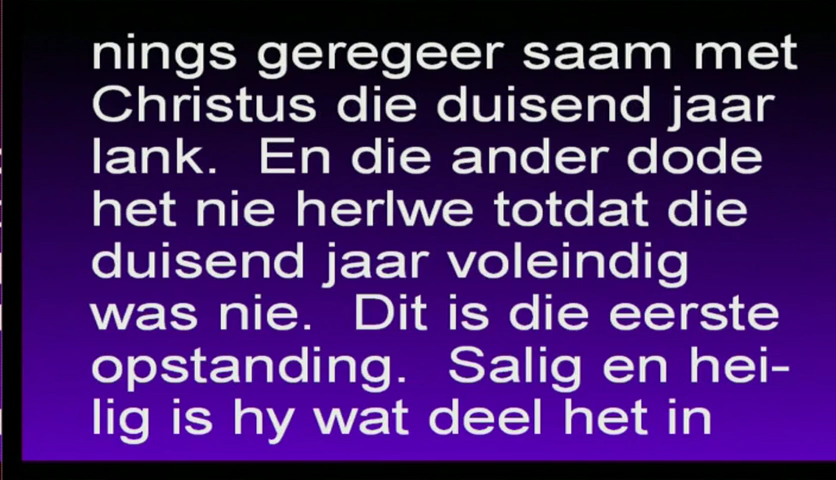 nings geregeer saam met
Christus die duisend jaar
lank. En die ander dode
het nie herlwe totdat die
duisend jaar voleindig
was nie. Dit is die eerste
opstanding. Salig en hei-
lig is hy wat deel het in